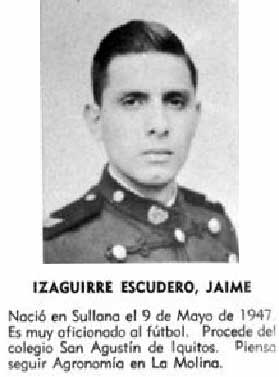 IZAGUIRRE ESCUDERO, JAIME
Nació en Sullana el 9 de Mayo de 1947.
Es muy aficionado al fútbol. Procede del
colegio San Agustín de Iquitos. Piensa
seguir Agronomía en La Molina.